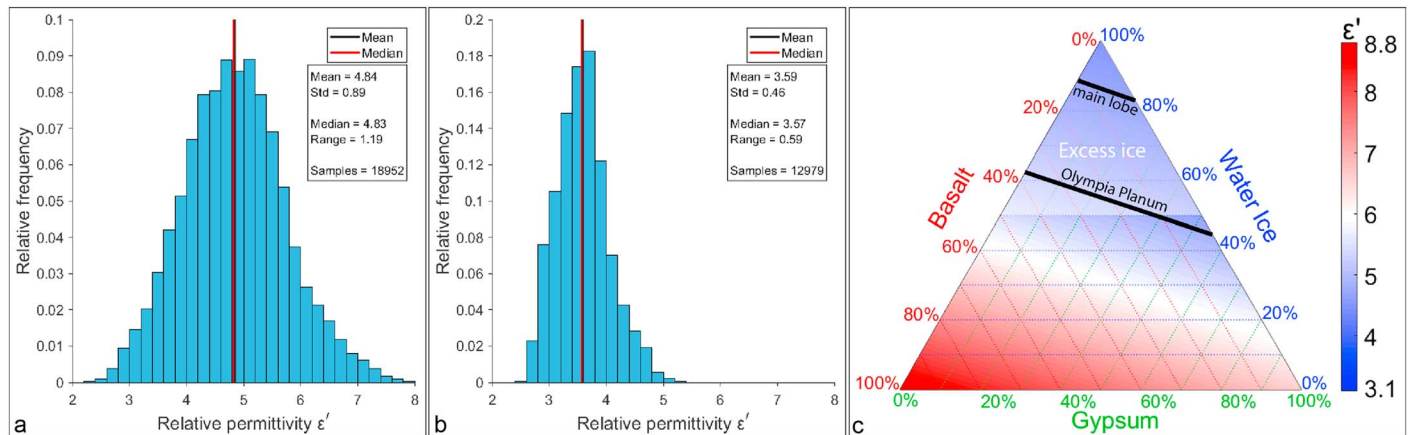 0.1
0.09
0.08
0.07
0.06
0.05
0.04
0.03
0.02
0.01
0
Relative frequency
Mean
Median
Mean = 4.84
Std = 0.89
Median = 4.83
Range = 1.19
Samples = 18952
2 3 4 5 6 7 8
Relative permittivity ε′
a
0.2
0.18
0.16
0.14
0.12
0.1
0.08
0.06
0.04
0.02
0
Relative frequency
Mean
Median
Mean = 3.59
Std = 0.46
Median = 3.57
Range = 0.59
Samples = 12979
2 3 4 5 6 7 8
Relative permittivity ε′
b
0% 100%
main lobe
20% 80%
Excess ice
40% Olympia Planum 60%
Basalt
Water Ice
60% 40%
80% 20%
100% 0%
0% 20% 40% 60% 80% 100%
Gypsum
c
ε'
8.8
8
7
6
5
4
3.1